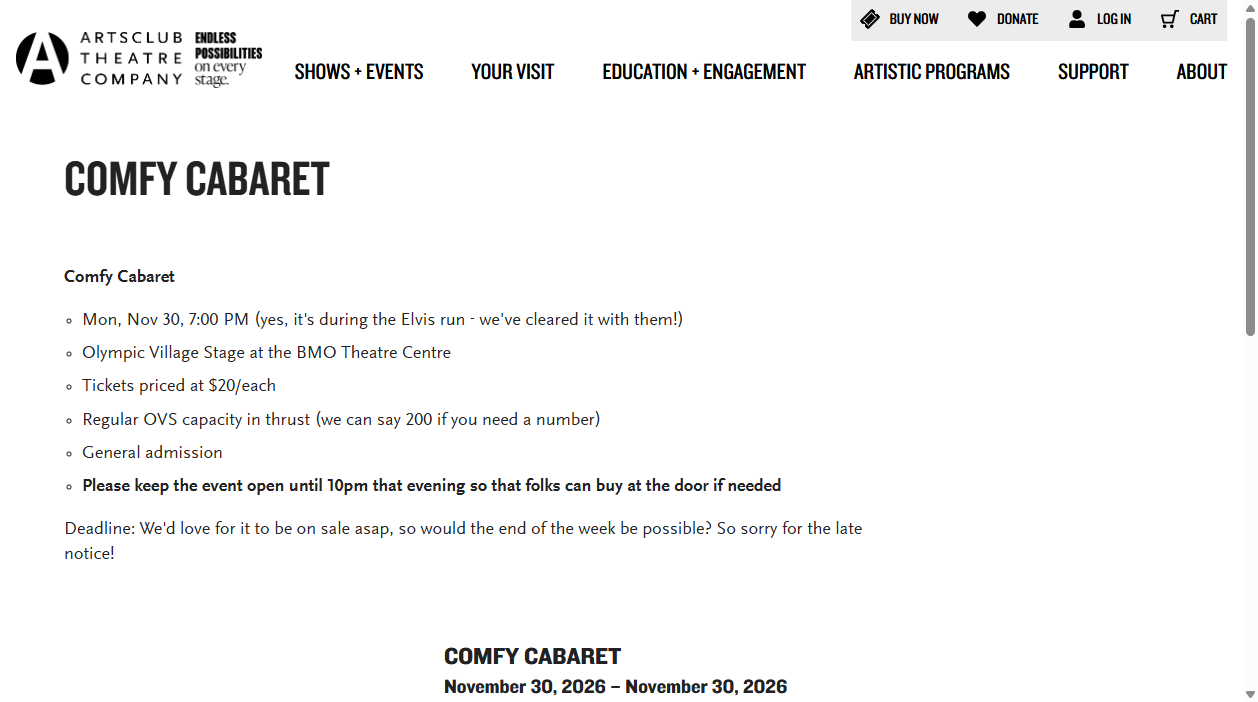 BUY NOW DONATE LOG IN CART
ARTSCLUB
THEATRE
COMPANY
ENDLESS
POSSIBILITIES
on every
stage.
SHOWS + EVENTS YOUR VISIT EDUCATION + ENGAGEMENT ARTISTIC PROGRAMS SUPPORT ABOUT
COMFY CABARET
Comfy Cabaret
Mon, Nov 30, 7:00 PM (yes, it's during the Elvis run - we've cleared it with them!)
Olympic Village Stage at the BMO Theatre Centre
Tickets priced at $20/each
Regular OVS capacity in thrust (we can say 200 if you need a number)
General admission
Please keep the event open until 10pm that evening so that folks can buy at the door if needed
Deadline: We'd love for it to be on sale asap, so would the end of the week be possible? So sorry for the late
notice!
COMFY CABARET
November 30, 2026 – November 30, 2026